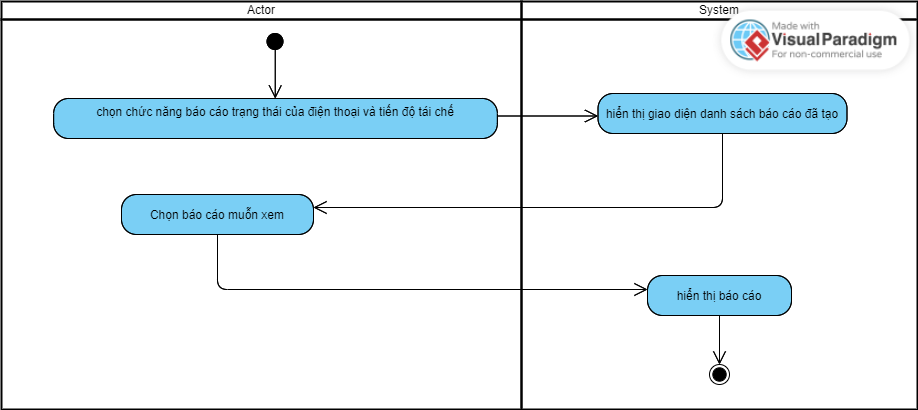 Actor
System
Made with
Visual Paradigm
For non-commercial use
chọn chức năng báo cáo trạng thái của điện thoại và tiến độ tái chế
hiển thị giao diện danh sách báo cáo đã tạo
Chọn báo cáo muỗn xem
hiển thị báo cáo